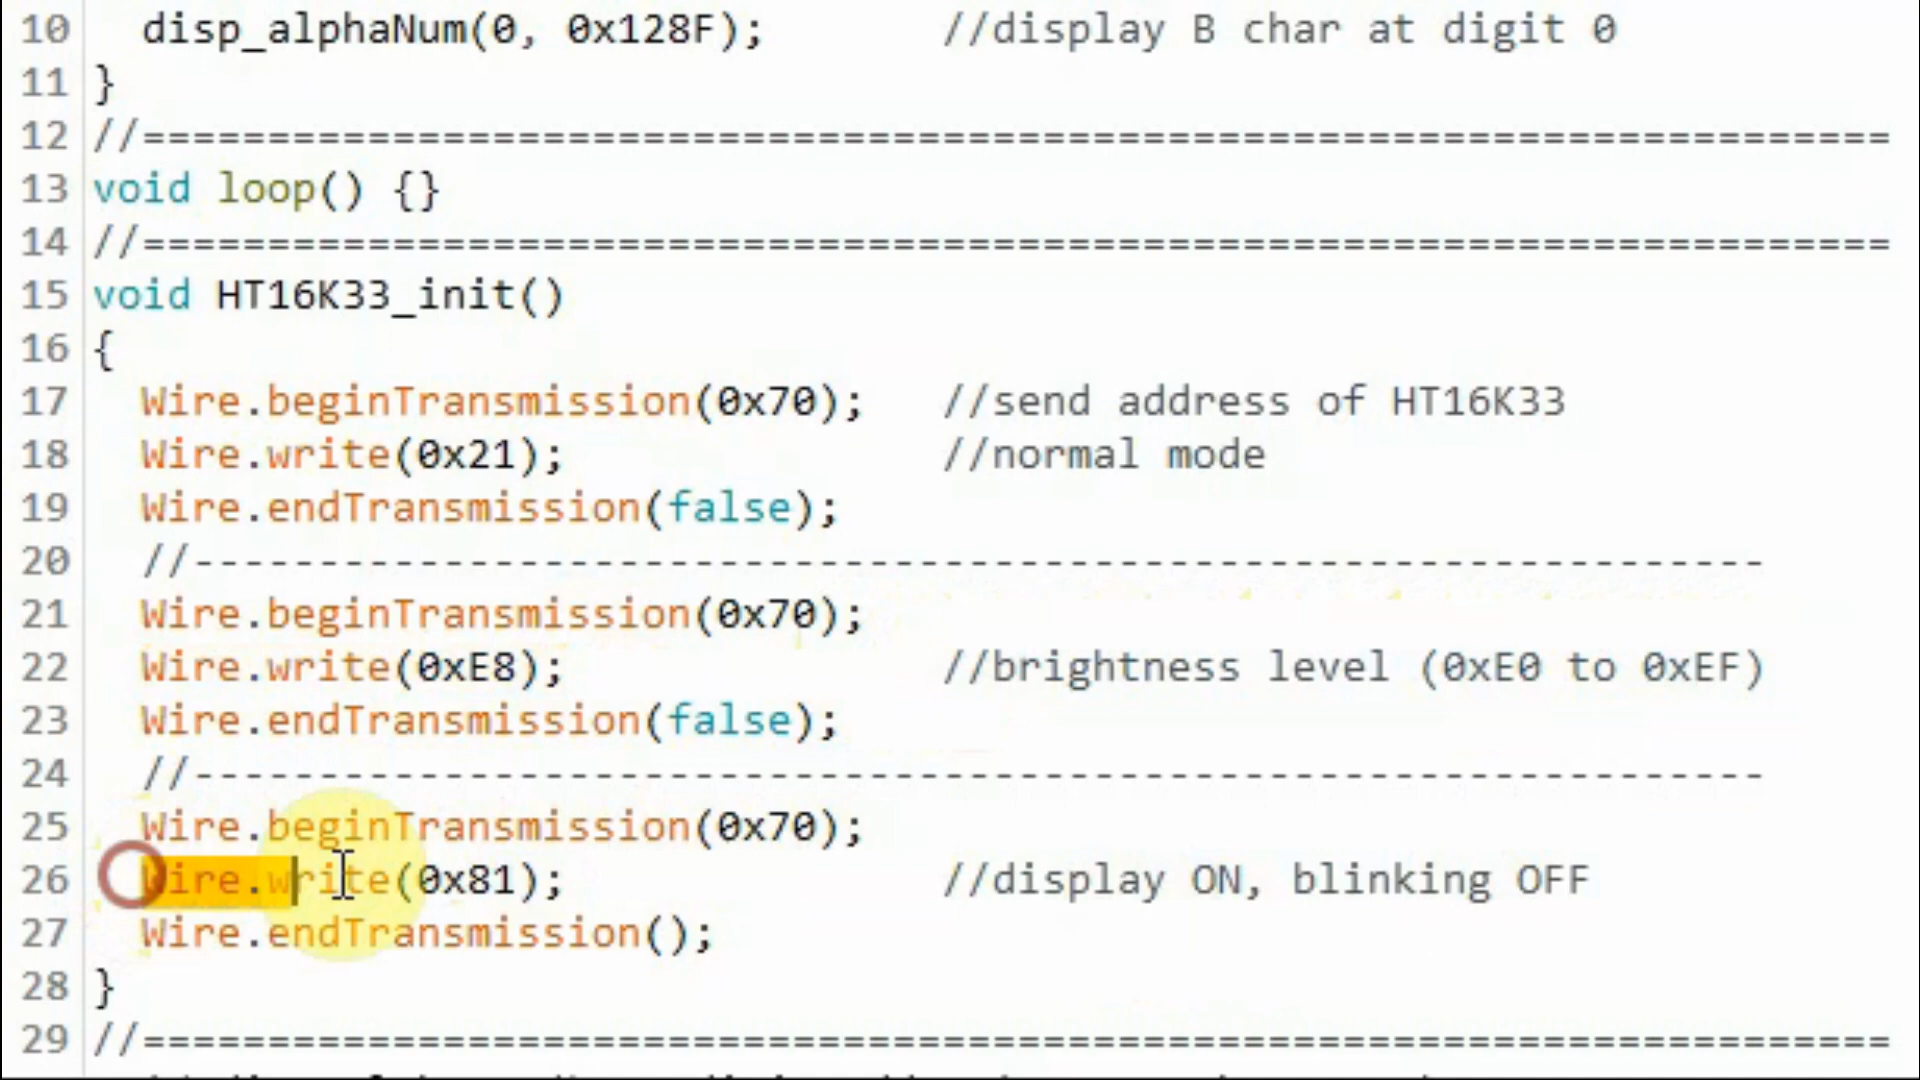 10 disp_alphaNum(0, 0x128F); //display B char at digit 0
11 }
12 //======================================================================
13 void loop() {}
14 //======================================================================
15 void HT16K33_init()
16 {
17 Wire.beginTransmission(0x70); //send address of HT16K33
18 Wire.write(0x21); //normal mode
19 Wire.endTransmission(false);
20 //---------------------------------------------------------------
21 Wire.beginTransmission(0x70);
22 Wire.write(0xE8); //brightness level (0xE0 to 0xEF)
23 Wire.endTransmission(false);
24 //---------------------------------------------------------------
25 Wire.beginTransmission(0x70);
26 Wire.write(0x81); //display ON, blinking OFF
27 Wire.endTransmission();
28 }
29 //======================================================================